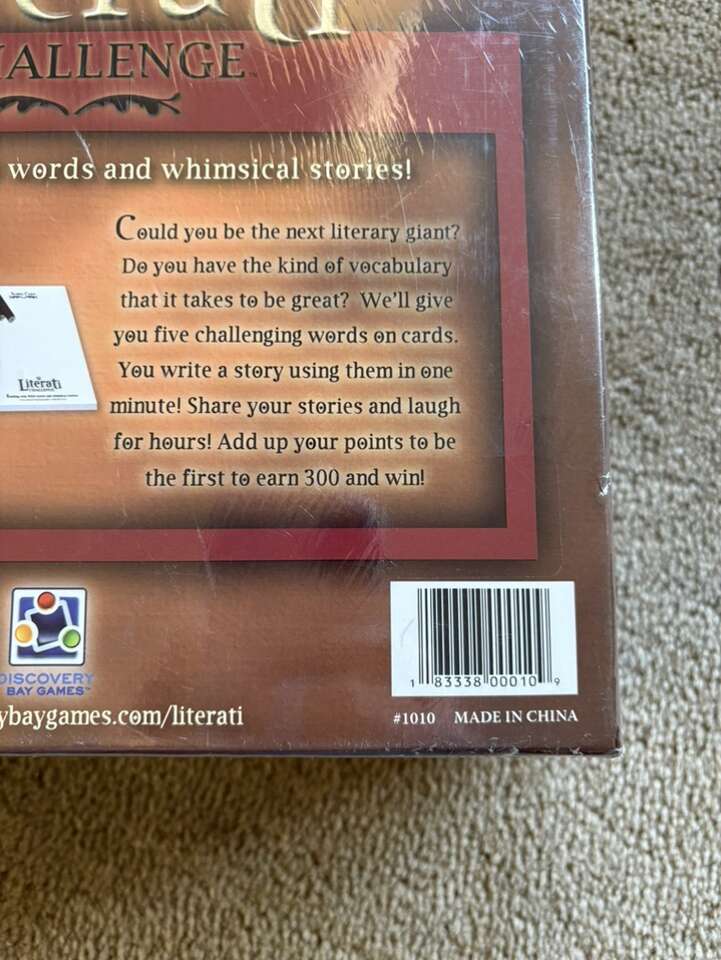 HALLENGE™
words and whimsical stories!
Could you be the next literary giant?
Do you have the kind of vocabulary
that it takes to be great? We'll give
you five challenging words on cards.
You write a story using them in one
minute! Share your stories and laugh
for hours! Add up your points to be
the first to earn 300 and win!
Literati
CHALLENGE
DISCOVERY
BAY GAMES™
ybaygames.com/literati
1 83338 00010 9
#1010 MADE IN CHINA